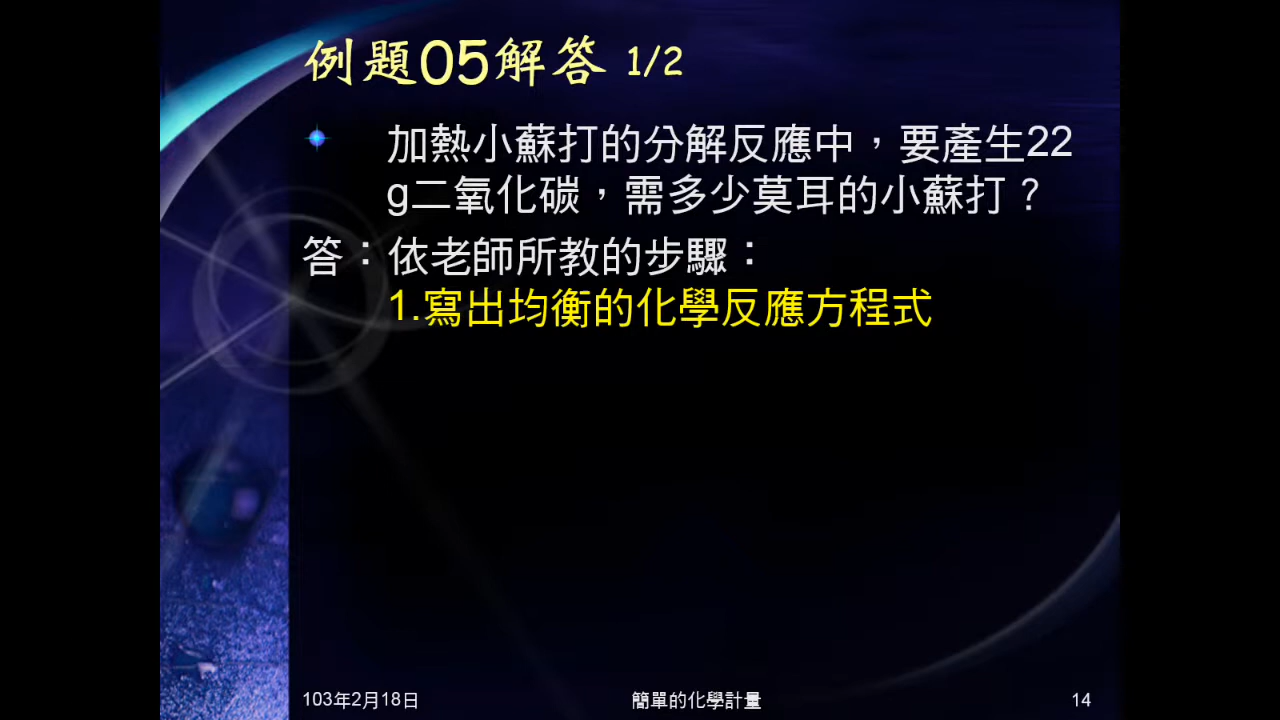 例題05解答 1/2
加熱小蘇打的分解反應中，要產生22
g二氧化碳，需多少莫耳的小蘇打？
答：依老師所教的步驟：
1.寫出均衡的化學反應方程式
103年2月18日
簡單的化學計量
14